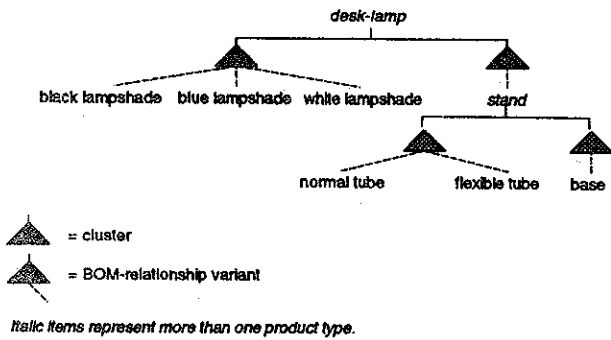 desk-lamp
black lampshade blue lampshade white lampshade stand
normal tube flexible tube base
= cluster
= BOM-relationship variant
Italic items represent more than one product type.